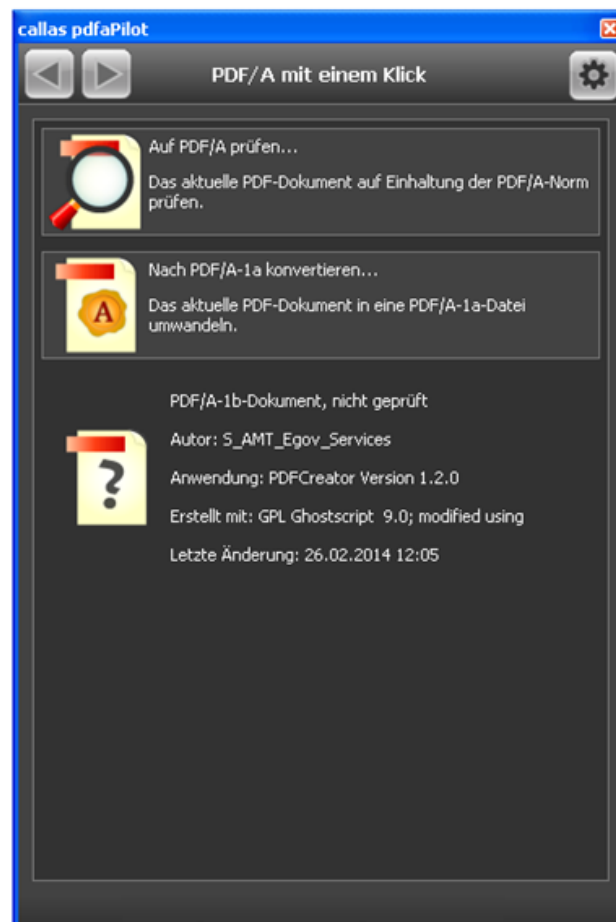 callas pdfaPilot
PDF/A mit einem Klick
Auf PDF/A prüfen...
Das aktuelle PDF-Dokument auf Einhaltung der PDF/A-Norm
prüfen.
Nach PDF/A-1a konvertieren...
A
Das aktuelle PDF-Dokument in eine PDF/A-1a-Datei
umwandeln.
PDF/A-1b-Dokument, nicht geprüft
Autor: S_AMT_Egov_Services
?
Anwendung: PDFCreator Version 1.2.0
Erstellt mit: GPL Ghostscript 9.0; modified using
Letzte Änderung: 26.02.2014 12:05